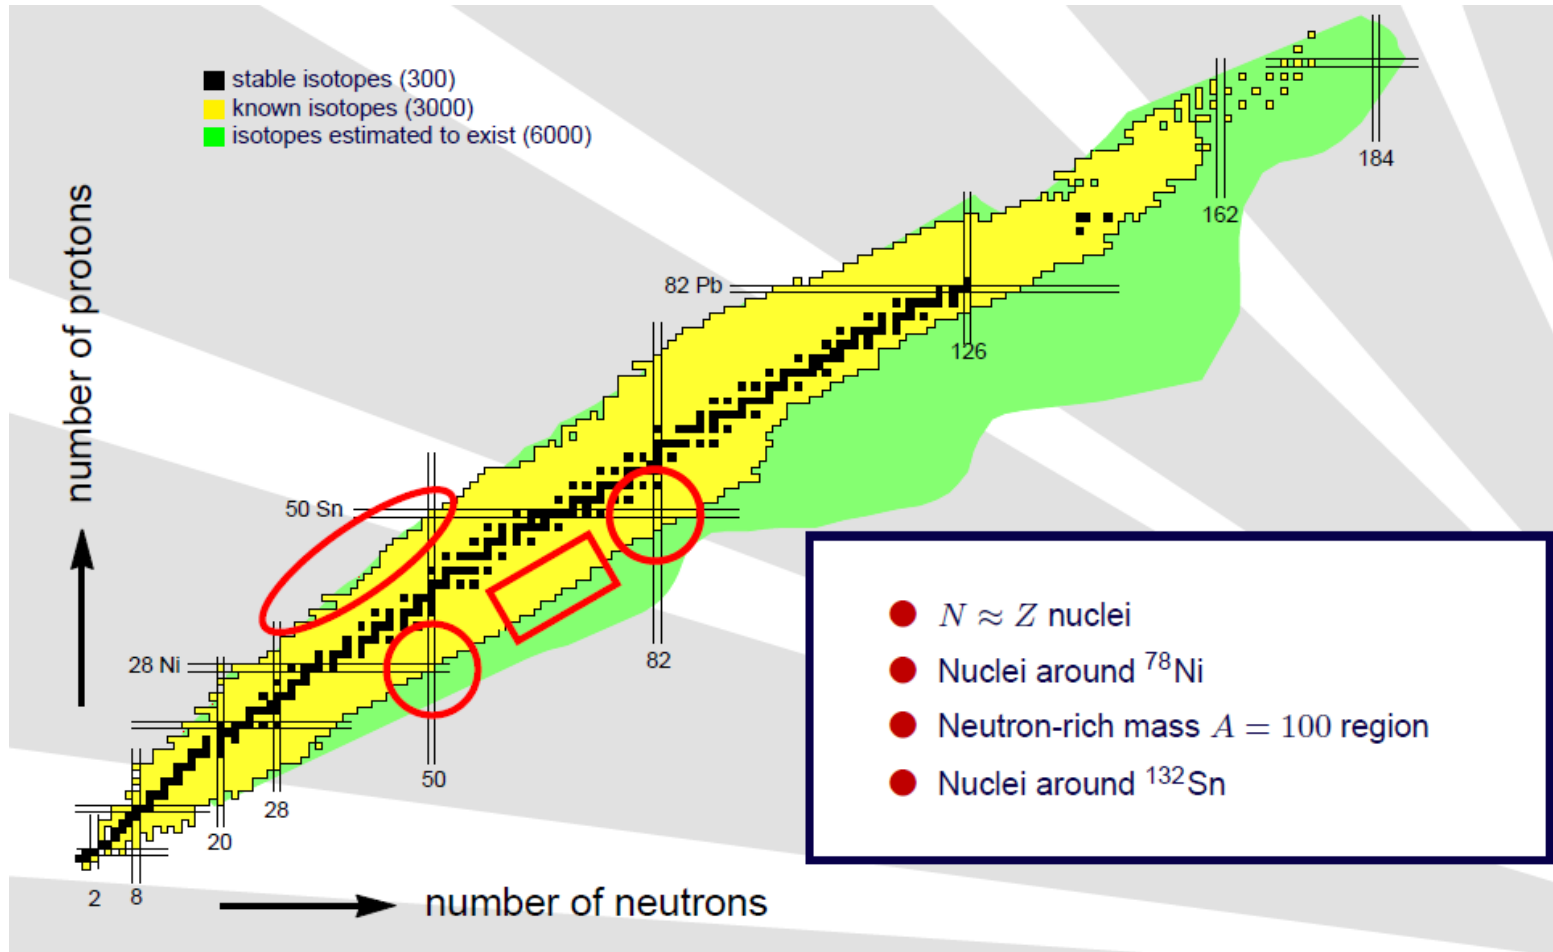 stable isotopes (300)
known isotopes (3000)
isotopes estimated to exist (6000)
184
162
number of protons
82 Pb
126
50 Sn
82
28 Ni
50
28
20
8
2
number of neutrons
N ≈ Z nuclei
Nuclei around ⁷⁸Ni
Neutron-rich mass A = 100 region
Nuclei around ¹³²Sn